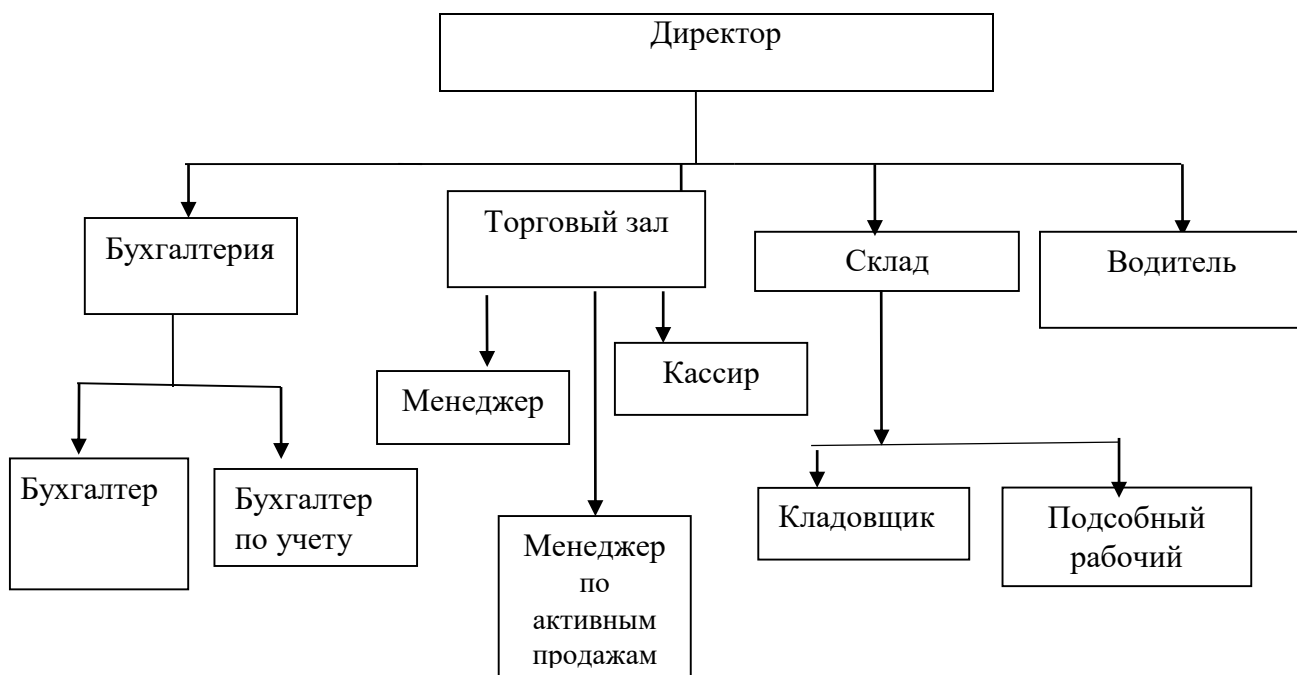 Директор
Бухгалтерия
Торговый зал
Склад
Водитель
Менеджер
Кассир
Бухгалтер
Бухгалтер
по учету
Менеджер
по
активным
продажам
Кладовщик
Подсобный
рабочий